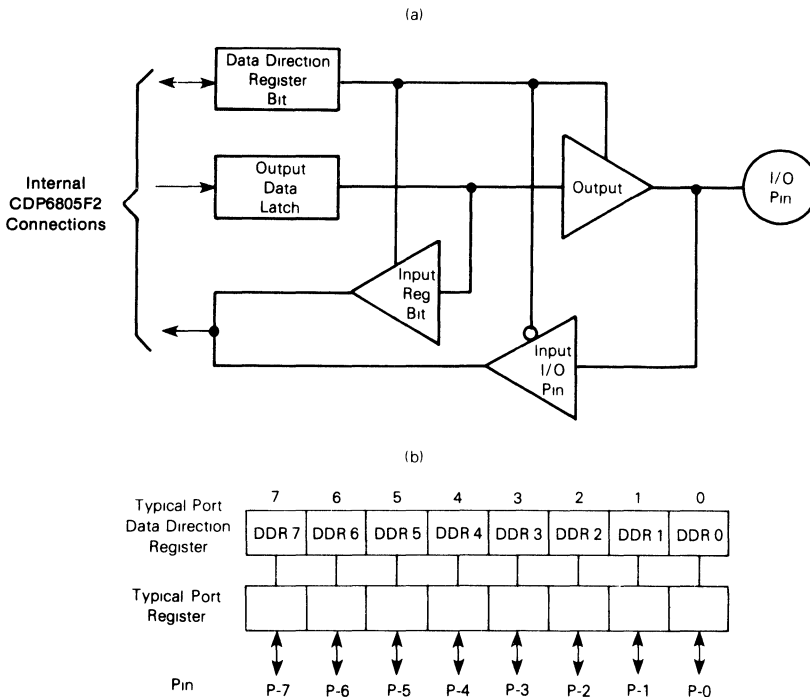 (a)
Data Direction
Register
Bit
Output
Data
Latch
Internal
CDP6805F2
Connections
Output
I/O
Pin
Input
Reg
Bit
Input
I/O
Pin
(b)
7 6 5 4 3 2 1 0
Typical Port
Data Direction
Register
DDR 7 DDR 6 DDR 5 DDR 4 DDR 3 DDR 2 DDR 1 DDR 0
Typical Port
Register
Pin P-7 P-6 P-5 P-4 P-3 P-2 P-1 P-0